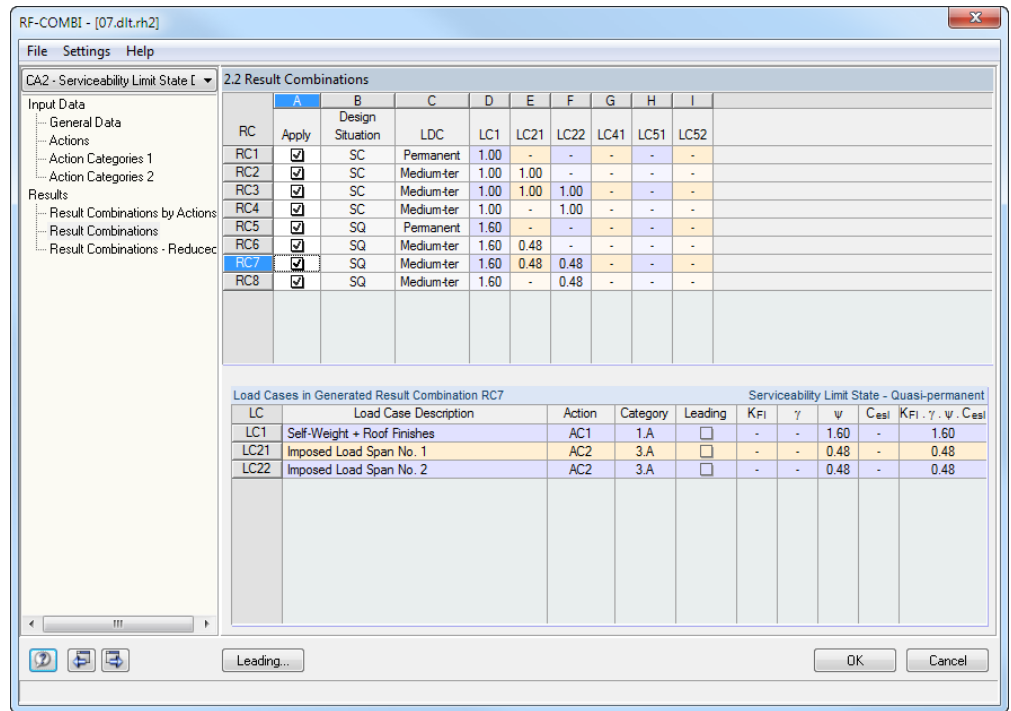 RF-COMBI - [07.dlt.rh2]
File Settings Help
CA2 - Serviceability Limit State D
Input Data
General Data
Actions
Action Categories 1
Action Categories 2
Results
Result Combinations by Actions
Result Combinations
Result Combinations - Reduced
2.2 Result Combinations
A B C D E F G H I
RC Apply Design Situation LDC LC1 LC21 LC22 LC41 LC51 LC52
RC1 SC Permanent 1.00 - - - - -
RC2 SC Medium-ter 1.00 1.00 - - - -
RC3 SC Medium-ter 1.00 1.00 1.00 - - -
RC4 SC Medium-ter 1.00 - 1.00 - - -
RC5 SQ Permanent 1.60 - - - - -
RC6 SQ Medium-ter 1.60 0.48 - - - -
RC7 SQ Medium-ter 1.60 0.48 0.48 - - -
RC8 SQ Medium-ter 1.60 - 0.48 - - -
Load Cases in Generated Result Combination RC7 Serviceability Limit State - Quasi-permanent
LC Load Case Description Action Category Leading KFI γ ψ Cesl KFI . γ . ψ . Cesl
LC1 Self-Weight + Roof Finishes AC1 1.A - - 1.60 - 1.60
LC21 Imposed Load Span No. 1 AC2 3.A - - 0.48 - 0.48
LC22 Imposed Load Span No. 2 AC2 3.A - - 0.48 - 0.48
Leading... OK Cancel